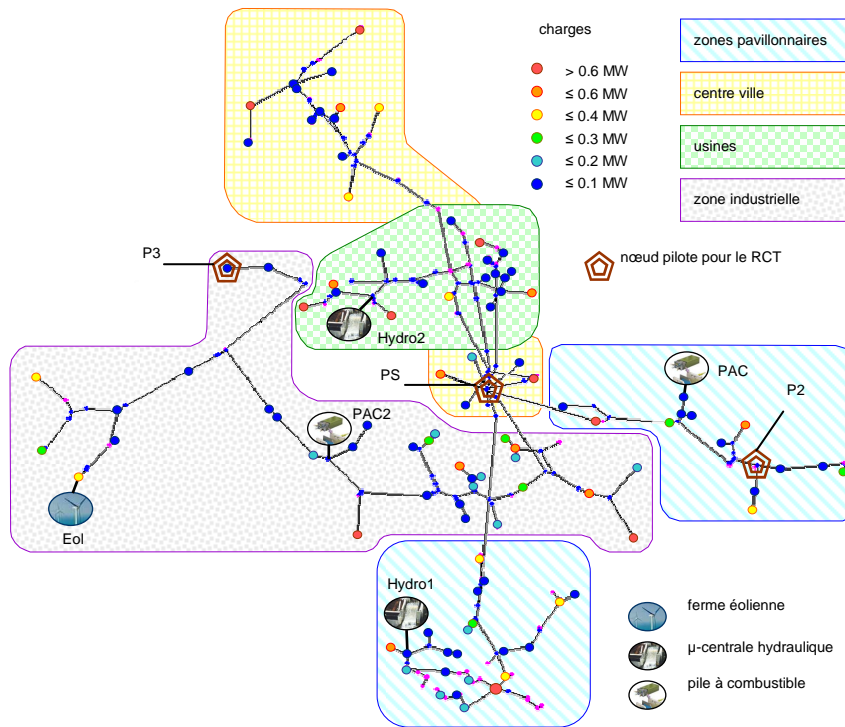 charges
> 0.6 MW
≤ 0.6 MW
≤ 0.4 MW
≤ 0.3 MW
≤ 0.2 MW
≤ 0.1 MW
zones pavillonnaires
centre ville
usines
zone industrielle
nœud pilote pour le RCT
P3
Hydro2
PS
PAC
P2
PAC2
Eol
Hydro1
ferme éolienne
µ-centrale hydraulique
pile à combustible